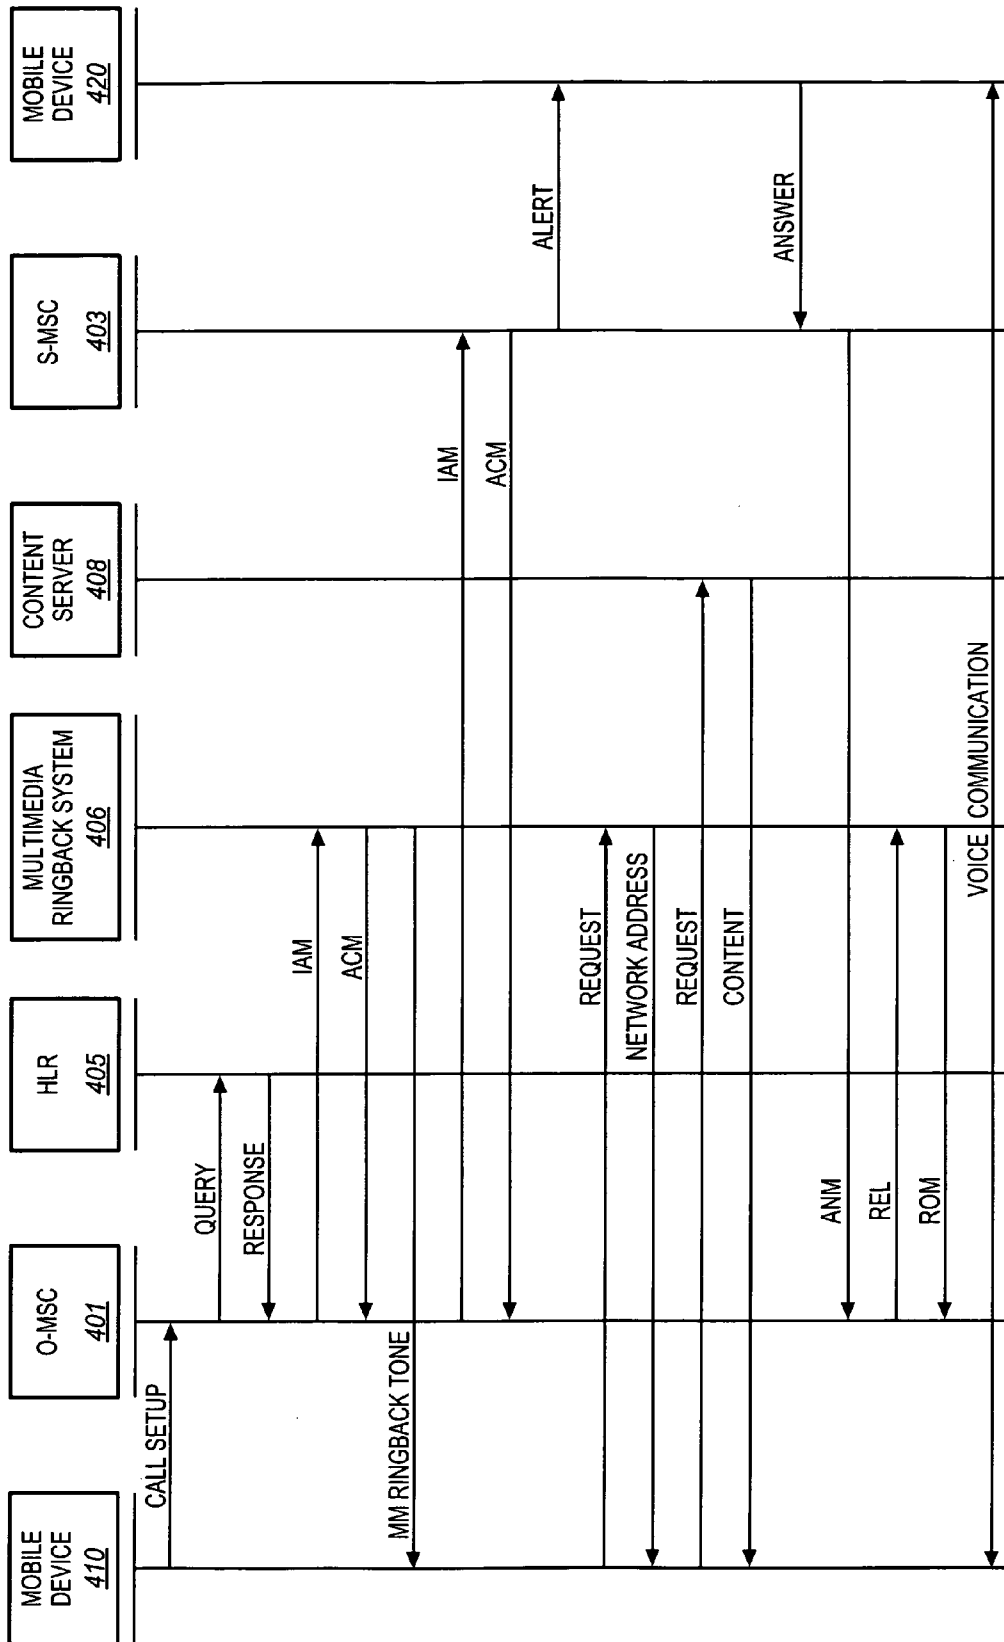 MOBILE
DEVICE
410
O-MSC
401
HLR
405
MULTIMEDIA
RINGBACK SYSTEM
406
CONTENT
SERVER
408
S-MSC
403
MOBILE
DEVICE
420
CALL SETUP
QUERY
RESPONSE
IAM
ACM
MM RINGBACK TONE
IAM
ACM
ALERT
REQUEST
NETWORK ADDRESS
REQUEST
CONTENT
ANSWER
ANM
REL
ROM
VOICE COMMUNICATION